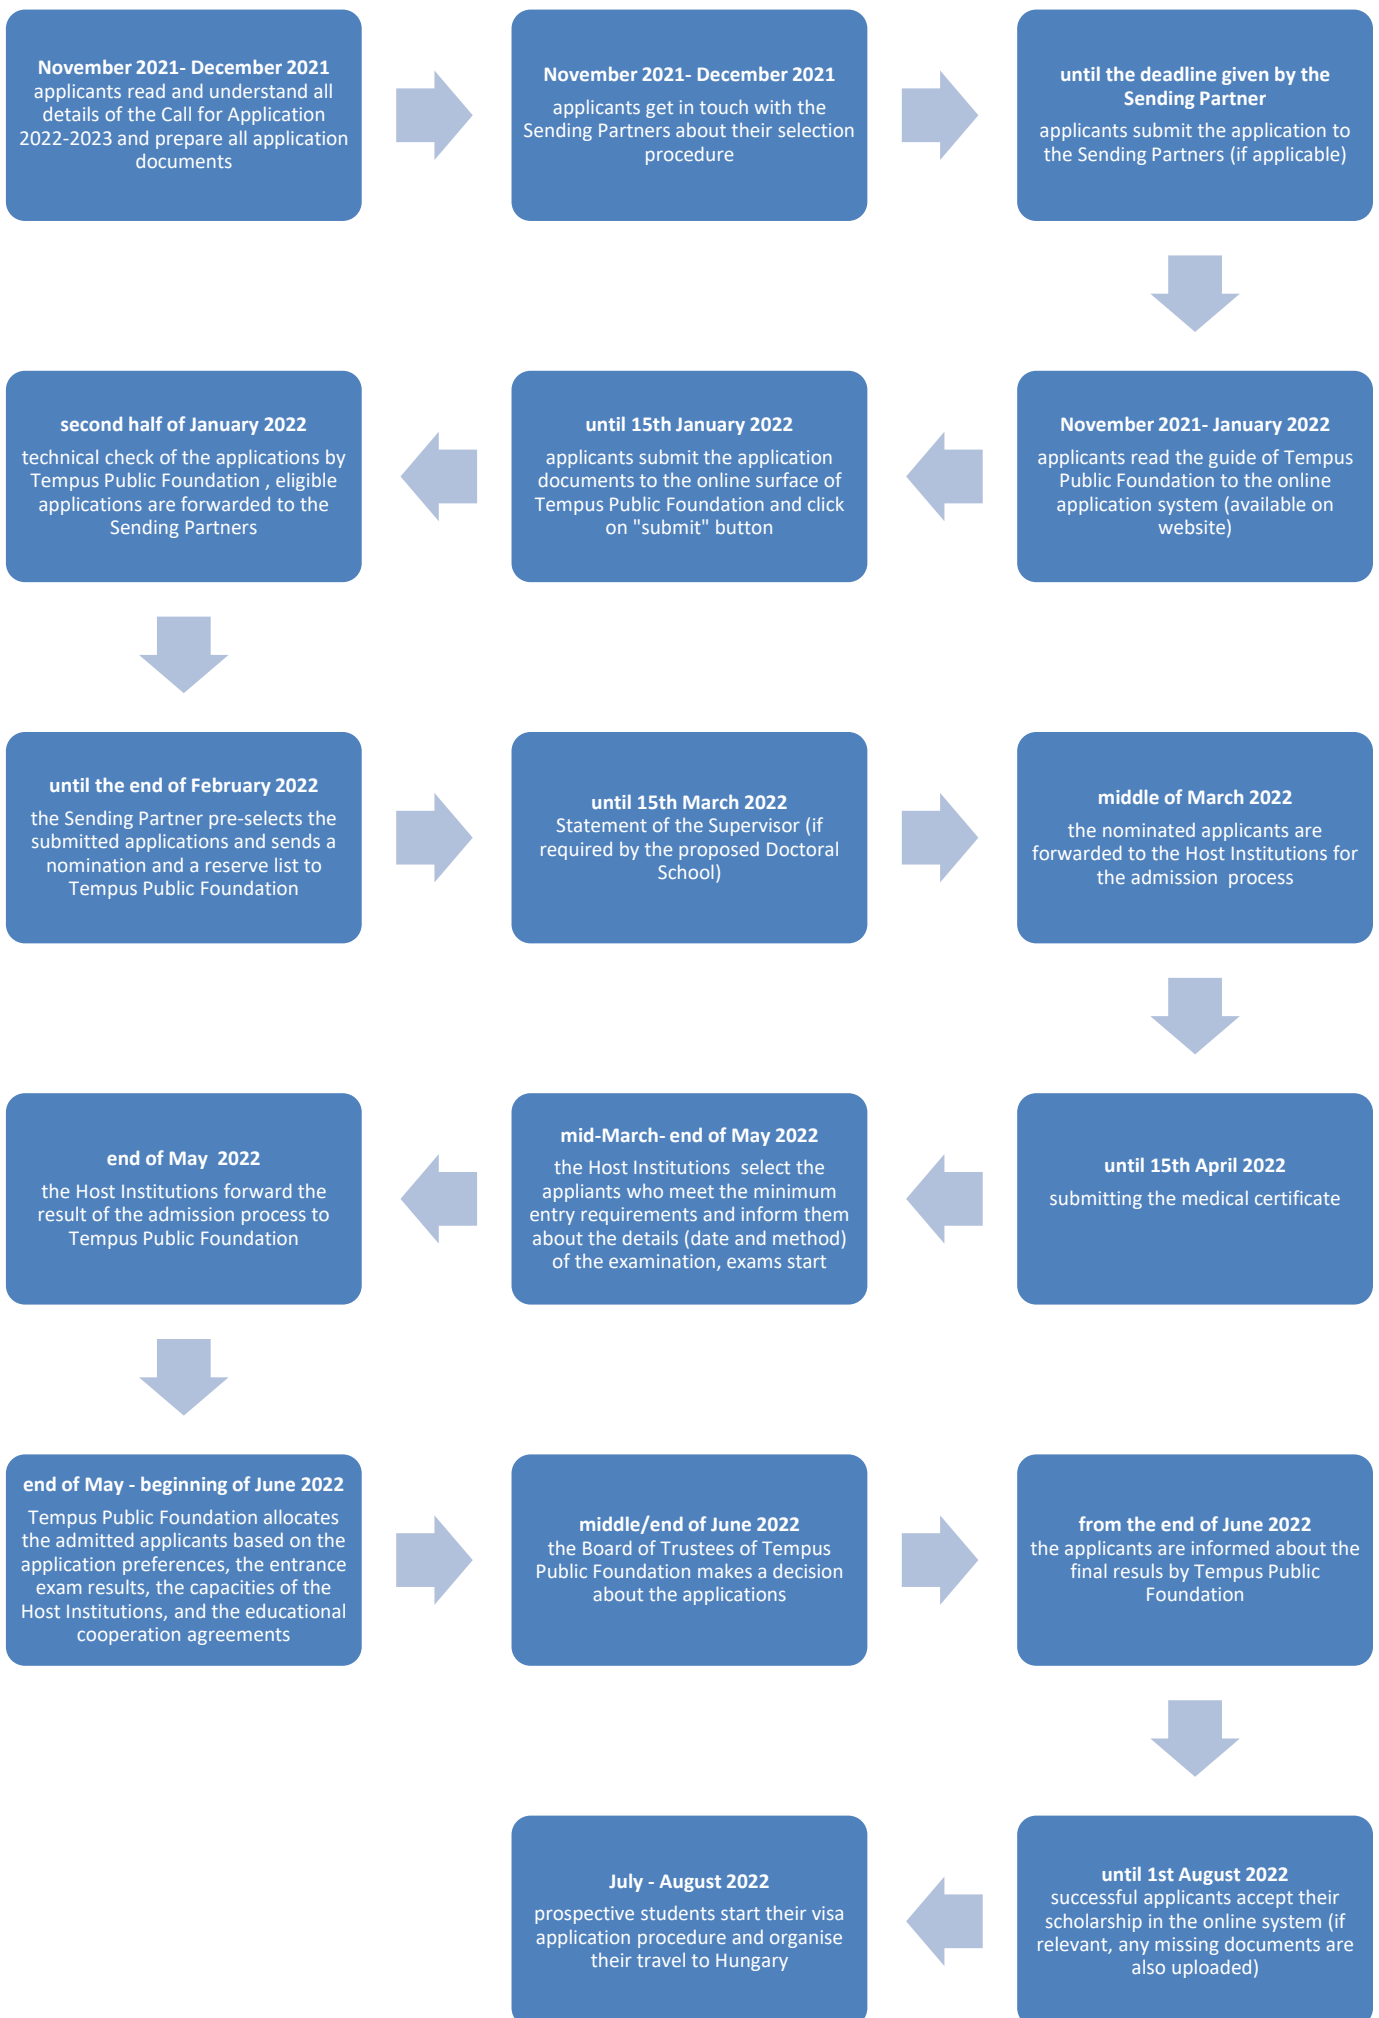 November 2021- December 2021
applicants read and understand all
details of the Call for Application
2022-2023 and prepare all application
documents
November 2021- December 2021
applicants get in touch with the
Sending Partners about their selection
procedure
until the deadline given by the
Sending Partner
applicants submit the application to
the Sending Partners (if applicable)
November 2021- January 2022
applicants read the guide of Tempus
Public Foundation to the online
application system (available on
website)
until 15th January 2022
applicants submit the application
documents to the online surface of
Tempus Public Foundation and click
on "submit" button
second half of January 2022
technical check of the applications by
Tempus Public Foundation , eligible
applications are forwarded to the
Sending Partners
until the end of February 2022
the Sending Partner pre-selects the
submitted applications and sends a
nomination and a reserve list to
Tempus Public Foundation
until 15th March 2022
Statement of the Supervisor (if
required by the proposed Doctoral
School)
middle of March 2022
the nominated applicants are
forwarded to the Host Institutions for
the admission process
until 15th April 2022
submitting the medical certificate
mid-March- end of May 2022
the Host Institutions select the
appliants who meet the minimum
entry requirements and inform them
about the details (date and method)
of the examination, exams start
end of May 2022
the Host Institutions forward the
result of the admission process to
Tempus Public Foundation
end of May - beginning of June 2022
Tempus Public Foundation allocates
the admitted applicants based on the
application preferences, the entrance
exam results, the capacities of the
Host Institutions, and the educational
cooperation agreements
middle/end of June 2022
the Board of Trustees of Tempus
Public Foundation makes a decision
about the applications
from the end of June 2022
the applicants are informed about the
final resuls by Tempus Public
Foundation
until 1st August 2022
successful applicants accept their
scholarship in the online system (if
relevant, any missing documents are
also uploaded)
July - August 2022
prospective students start their visa
application procedure and organise
their travel to Hungary